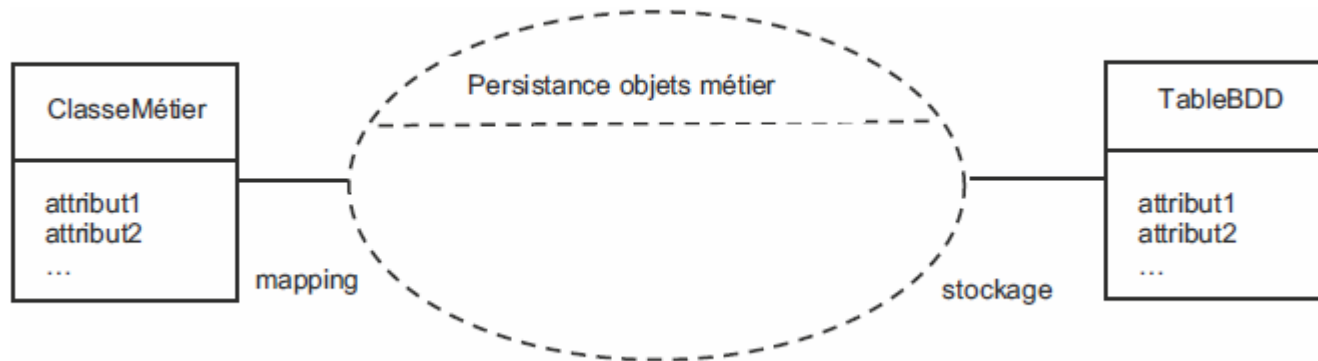 ClasseMétier
attribut1
attribut2
...
mapping
Persistance objets métier
stockage
TableBDD
attribut1
attribut2
...